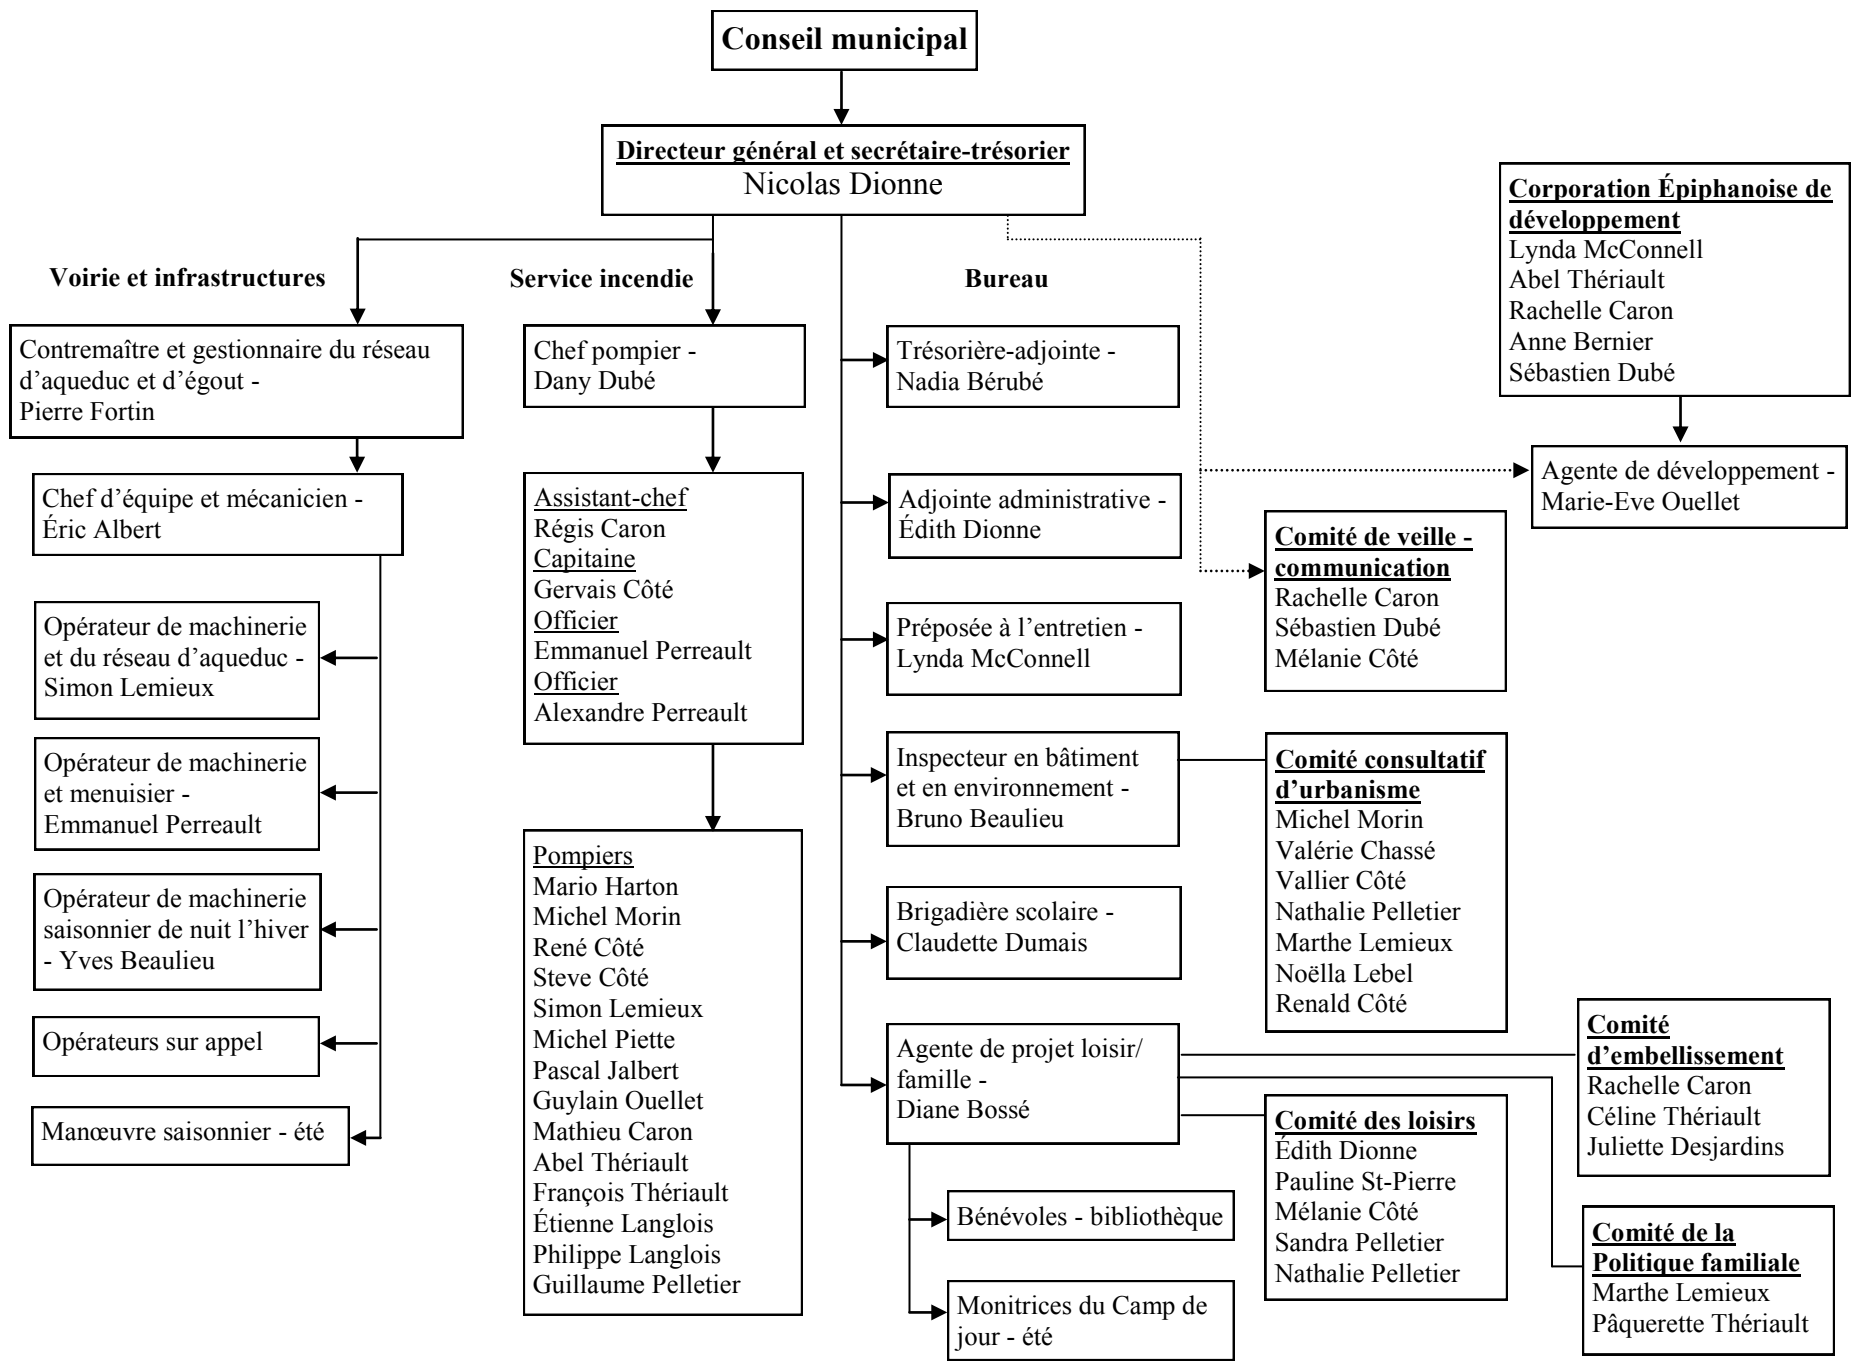 Conseil municipal
Directeur général et secrétaire-trésorier
Nicolas Dionne
Corporation Épiphanoise de
développement
Lynda McConnell
Abel Thériault
Rachelle Caron
Anne Bernier
Sébastien Dubé
Agente de développement -
Marie-Eve Ouellet
Voirie et infrastructures
Contremaître et gestionnaire du réseau
d'aqueduc et d'égout -
Pierre Fortin
Chef d'équipe et mécanicien -
Éric Albert
Opérateur de machinerie
et du réseau d'aqueduc -
Simon Lemieux
Opérateur de machinerie
et menuisier -
Emmanuel Perreault
Opérateur de machinerie
saisonnier de nuit l'hiver
- Yves Beaulieu
Opérateurs sur appel
Manœuvre saisonnier - été
Service incendie
Chef pompier -
Dany Dubé
Assistant-chef
Régis Caron
Capitaine
Gervais Côté
Officier
Emmanuel Perreault
Officier
Alexandre Perreault
Pompiers
Mario Harton
Michel Morin
René Côté
Steve Côté
Simon Lemieux
Michel Piette
Pascal Jalbert
Guylain Ouellet
Mathieu Caron
Abel Thériault
François Thériault
Étienne Langlois
Philippe Langlois
Guillaume Pelletier
Bureau
Trésorière-adjointe -
Nadia Bérubé
Adjointe administrative -
Édith Dionne
Préposée à l'entretien -
Lynda McConnell
Inspecteur en bâtiment
et en environnement -
Bruno Beaulieu
Brigadière scolaire -
Claudette Dumais
Agente de projet loisir/
famille -
Diane Bossé
Bénévoles - bibliothèque
Monitrices du Camp de
jour - été
Comité de veille -
communication
Rachelle Caron
Sébastien Dubé
Mélanie Côté
Comité consultatif
d'urbanisme
Michel Morin
Valérie Chassé
Vallier Côté
Nathalie Pelletier
Marthe Lemieux
Noëlla Lebel
Renald Côté
Comité des loisirs
Édith Dionne
Pauline St-Pierre
Mélanie Côté
Sandra Pelletier
Nathalie Pelletier
Comité
d'embellissement
Rachelle Caron
Céline Thériault
Juliette Desjardins
Comité de la
Politique familiale
Marthe Lemieux
Pâquerette Thériault